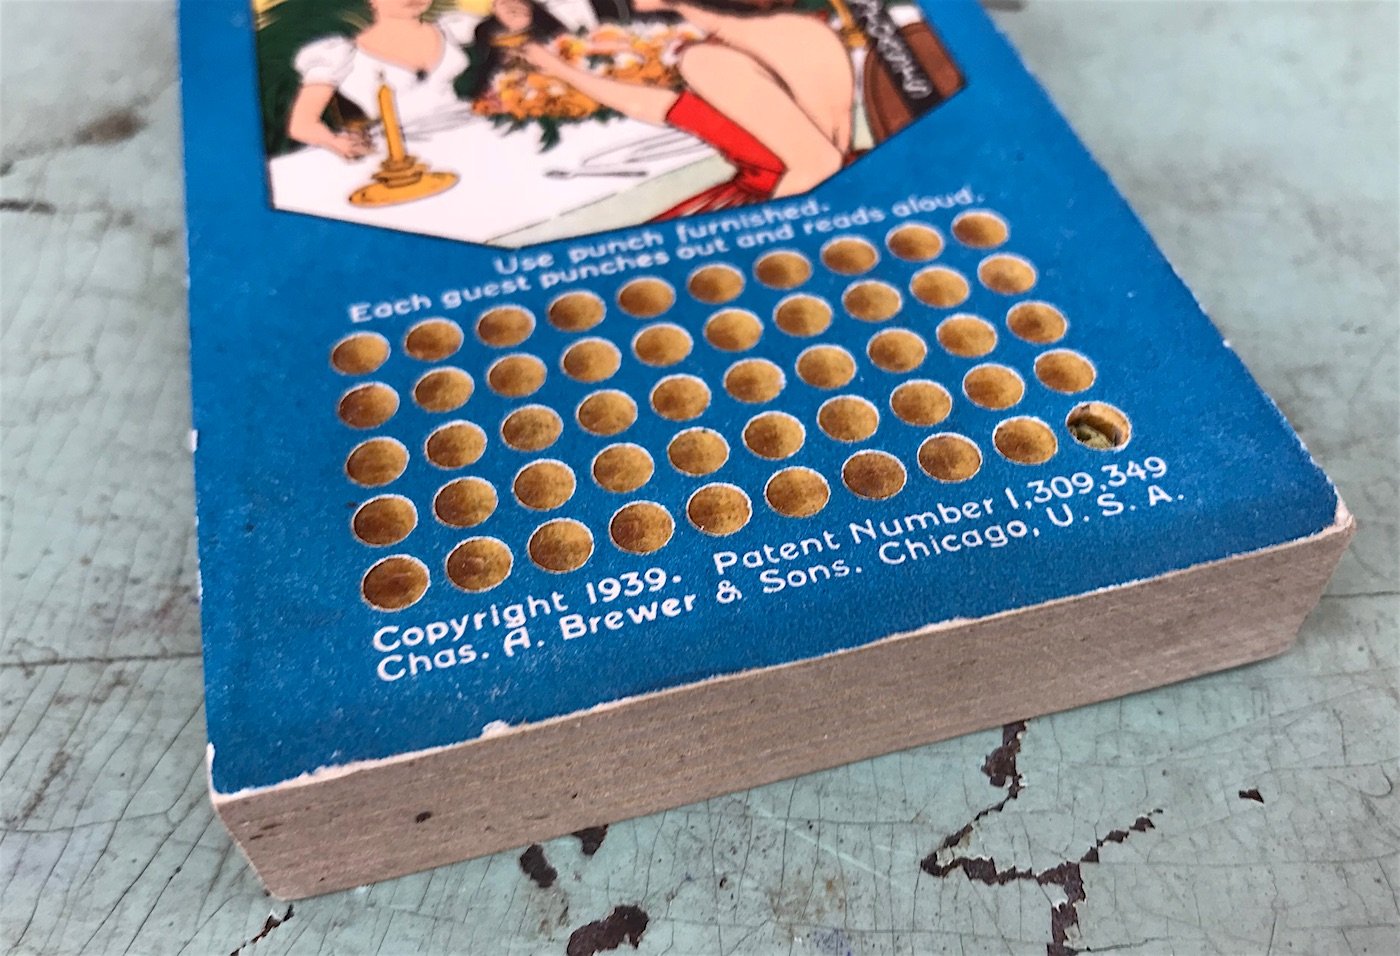 Use punch furnished.
Each guest punches out and reads aloud.
Copyright 1939. Patent Number 1,309,349
Chas. A. Brewer & Sons. Chicago, U. S. A.